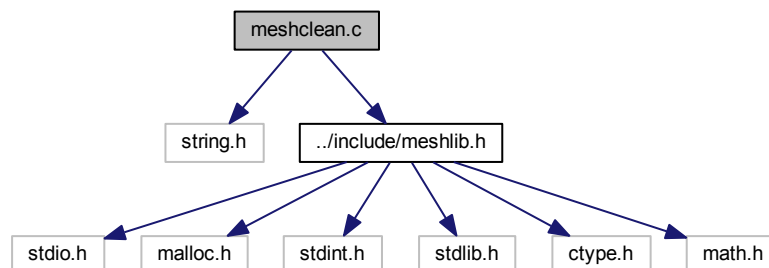 meshclean.c
string.h
../include/meshlib.h
stdio.h
malloc.h
stdint.h
stdlib.h
ctype.h
math.h